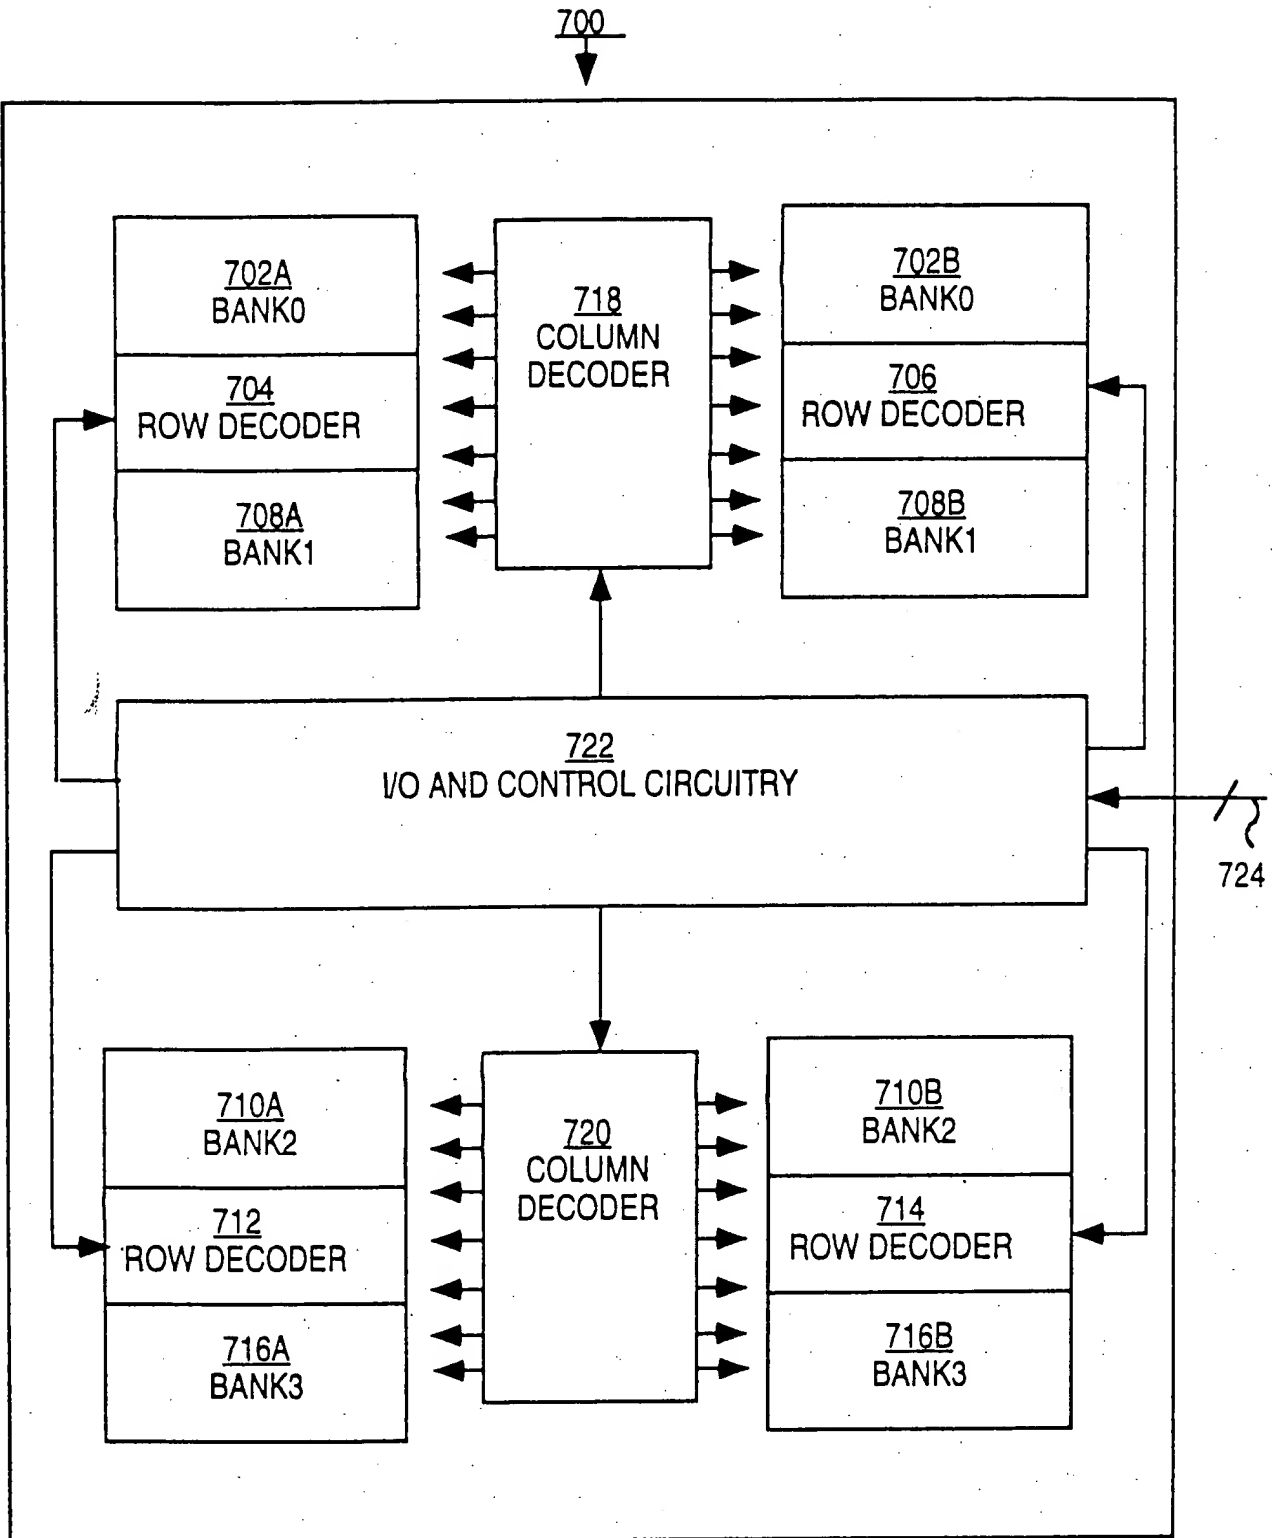 700
702A
BANK0
704
ROW DECODER
708A
BANK1
718
COLUMN
DECODER
702B
BANK0
706
ROW DECODER
708B
BANK1
722
I/O AND CONTROL CIRCUITRY
724
710A
BANK2
712
ROW DECODER
716A
BANK3
720
COLUMN
DECODER
710B
BANK2
714
ROW DECODER
716B
BANK3